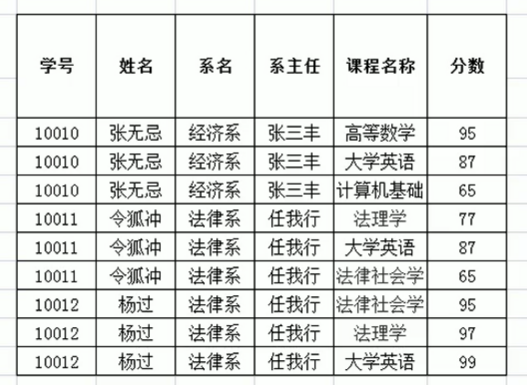 学号 姓名 系名 系主任 课程名称 分数
10010 张无忌 经济系 张三丰 高等数学 95
10010 张无忌 经济系 张三丰 大学英语 87
10010 张无忌 经济系 张三丰 计算机基础 65
10011 令狐冲 法律系 任我行 法理学 77
10011 令狐冲 法律系 任我行 大学英语 87
10011 令狐冲 法律系 任我行 法律社会学 65
10012 杨过 法律系 任我行 法律社会学 95
10012 杨过 法律系 任我行 法理学 97
10012 杨过 法律系 任我行 大学英语 99